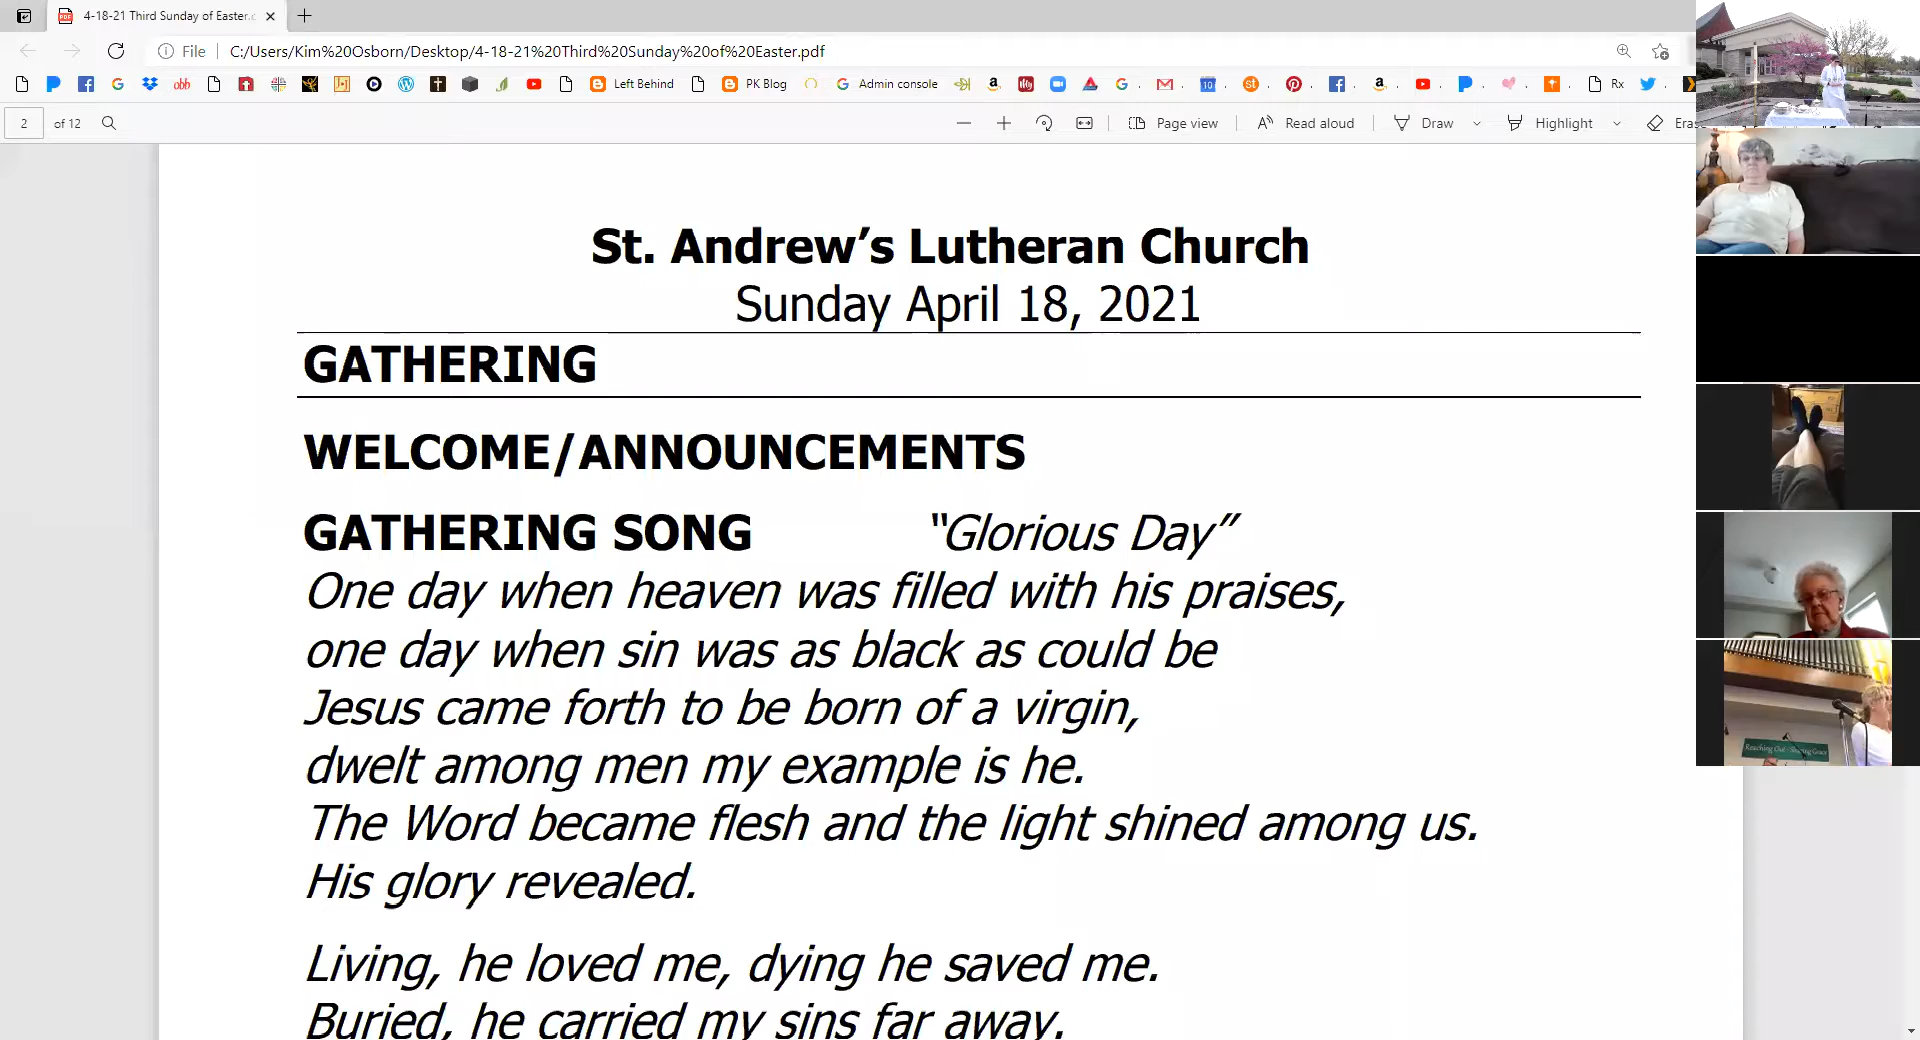 4-18-21 Third Sunday of Easter.
File
C:/Users/Kim%20Osborn/Desktop/4-18-21%20Third%20Sunday%20of%20Easter.pdf
Left Behind
PK Blog
Admin console
Rx
2 of 12
Page view
Read aloud
Draw
Highlight
St. Andrew’s Lutheran Church
Sunday April 18, 2021
GATHERING
WELCOME/ANNOUNCEMENTS
GATHERING SONG “Glorious Day”
One day when heaven was filled with his praises,
one day when sin was as black as could be
Jesus came forth to be born of a virgin,
dwelt among men my example is he.
The Word became flesh and the light shined among us.
His glory revealed.
Living, he loved me, dying he saved me.
Buried, he carried my sins far away.
Reaching Out - Sharing Grace